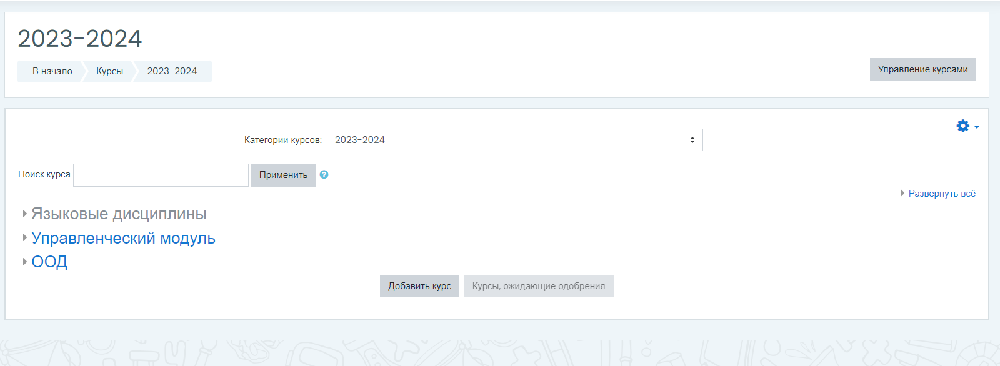 2023-2024
В начало Курсы 2023-2024
Управление курсами
Категории курсов: 2023-2024
Поиск курса Применить ?
Развернуть всё
Языковые дисциплины
Управленческий модуль
ООД
Добавить курс Курсы, ожидающие одобрения